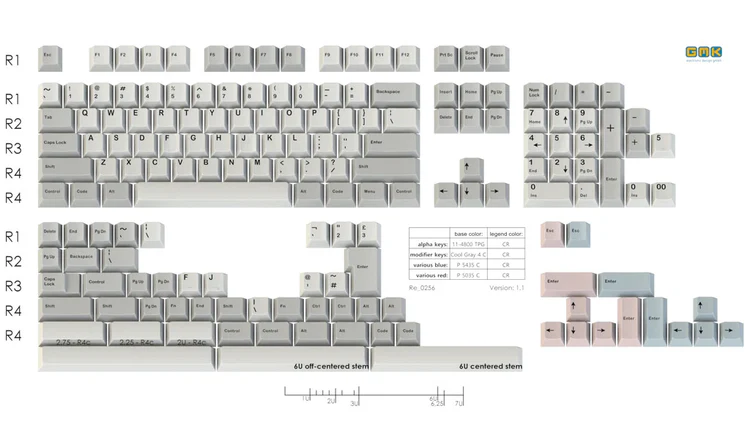 R1 Esc F1 F2 F3 F4 F5 F6 F7 F8 F9 F10 F11 F12 Prt Sc Scroll Lock Pause
GMK
R1 ~ ` ! 1 @ 2 # 3 $ 4 % 5 ^ 6 & 7 * 8 ( 9 ) 0 _ - + = Backspace Insert Home Pg Up Num Lock / * −
R2 Tab Q W E R T Y U I O P { [ } ] | \ Delete End Pg Dn 7 Home 8 ↑ 9 Pg Up + −
R3 Caps Lock A S D F G H J K L : ; " ' Enter 4 ← 5 6 → + 5
R4 Shift Z X C V B N M < , > . ? / Shift ↑ 1 End 2 ↓ 3 Pg Dn Enter
R4 Control Code Alt Alt Code Menu Control ← ↓ → 0 Ins . Del 0 Ins 00
R1 Delete End Pg Dn ~ ` | \ " 2 £ 3
R2 Pg Up Backspace | \ Enter
R3 Caps Lock Control Pg Up Pg Dn F J @ ' ~ #
R4 Shift Shift Pg Dn Fn End Shift | \ Fn Ctrl Ctrl Alt Alt
R4 2.75 - R4c 2.25 - R4c 2U - R4c Control Control Alt Alt Code Code
6U off-centered stem 6U centered stem
base color: legend color:
alpha keys: 11-4800 TPG CR
modifier keys: Cool Gray 4 C CR
various blue: P 5435 C CR
various red: P 5035 C CR
Re_0256 Version: 1.1
Esc Esc
Enter Enter
↑ Enter Enter ↑
← ↓ → ← ↓ →
1U 2U 3U 6U 6.25 7U